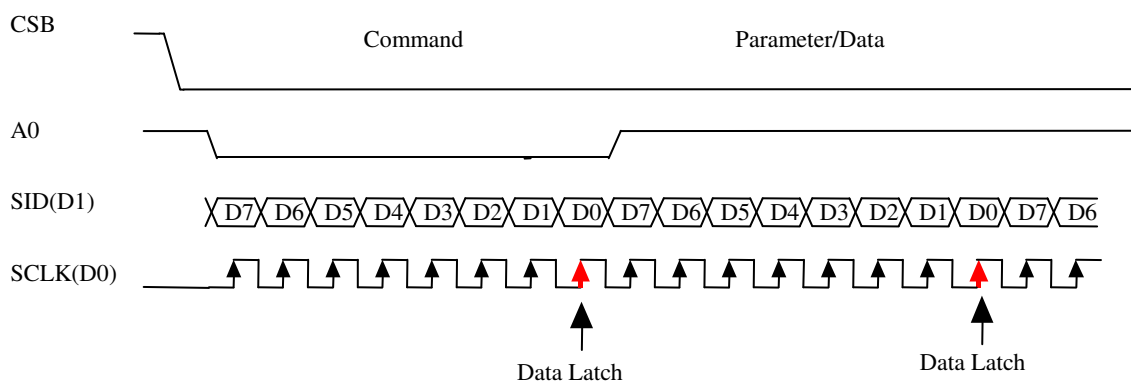 CSB
Command
Parameter/Data
A0
SID(D1)
D7 D6 D5 D4 D3 D2 D1 D0 D7 D6 D5 D4 D3 D2 D1 D0 D7 D6
SCLK(D0)
Data Latch
Data Latch